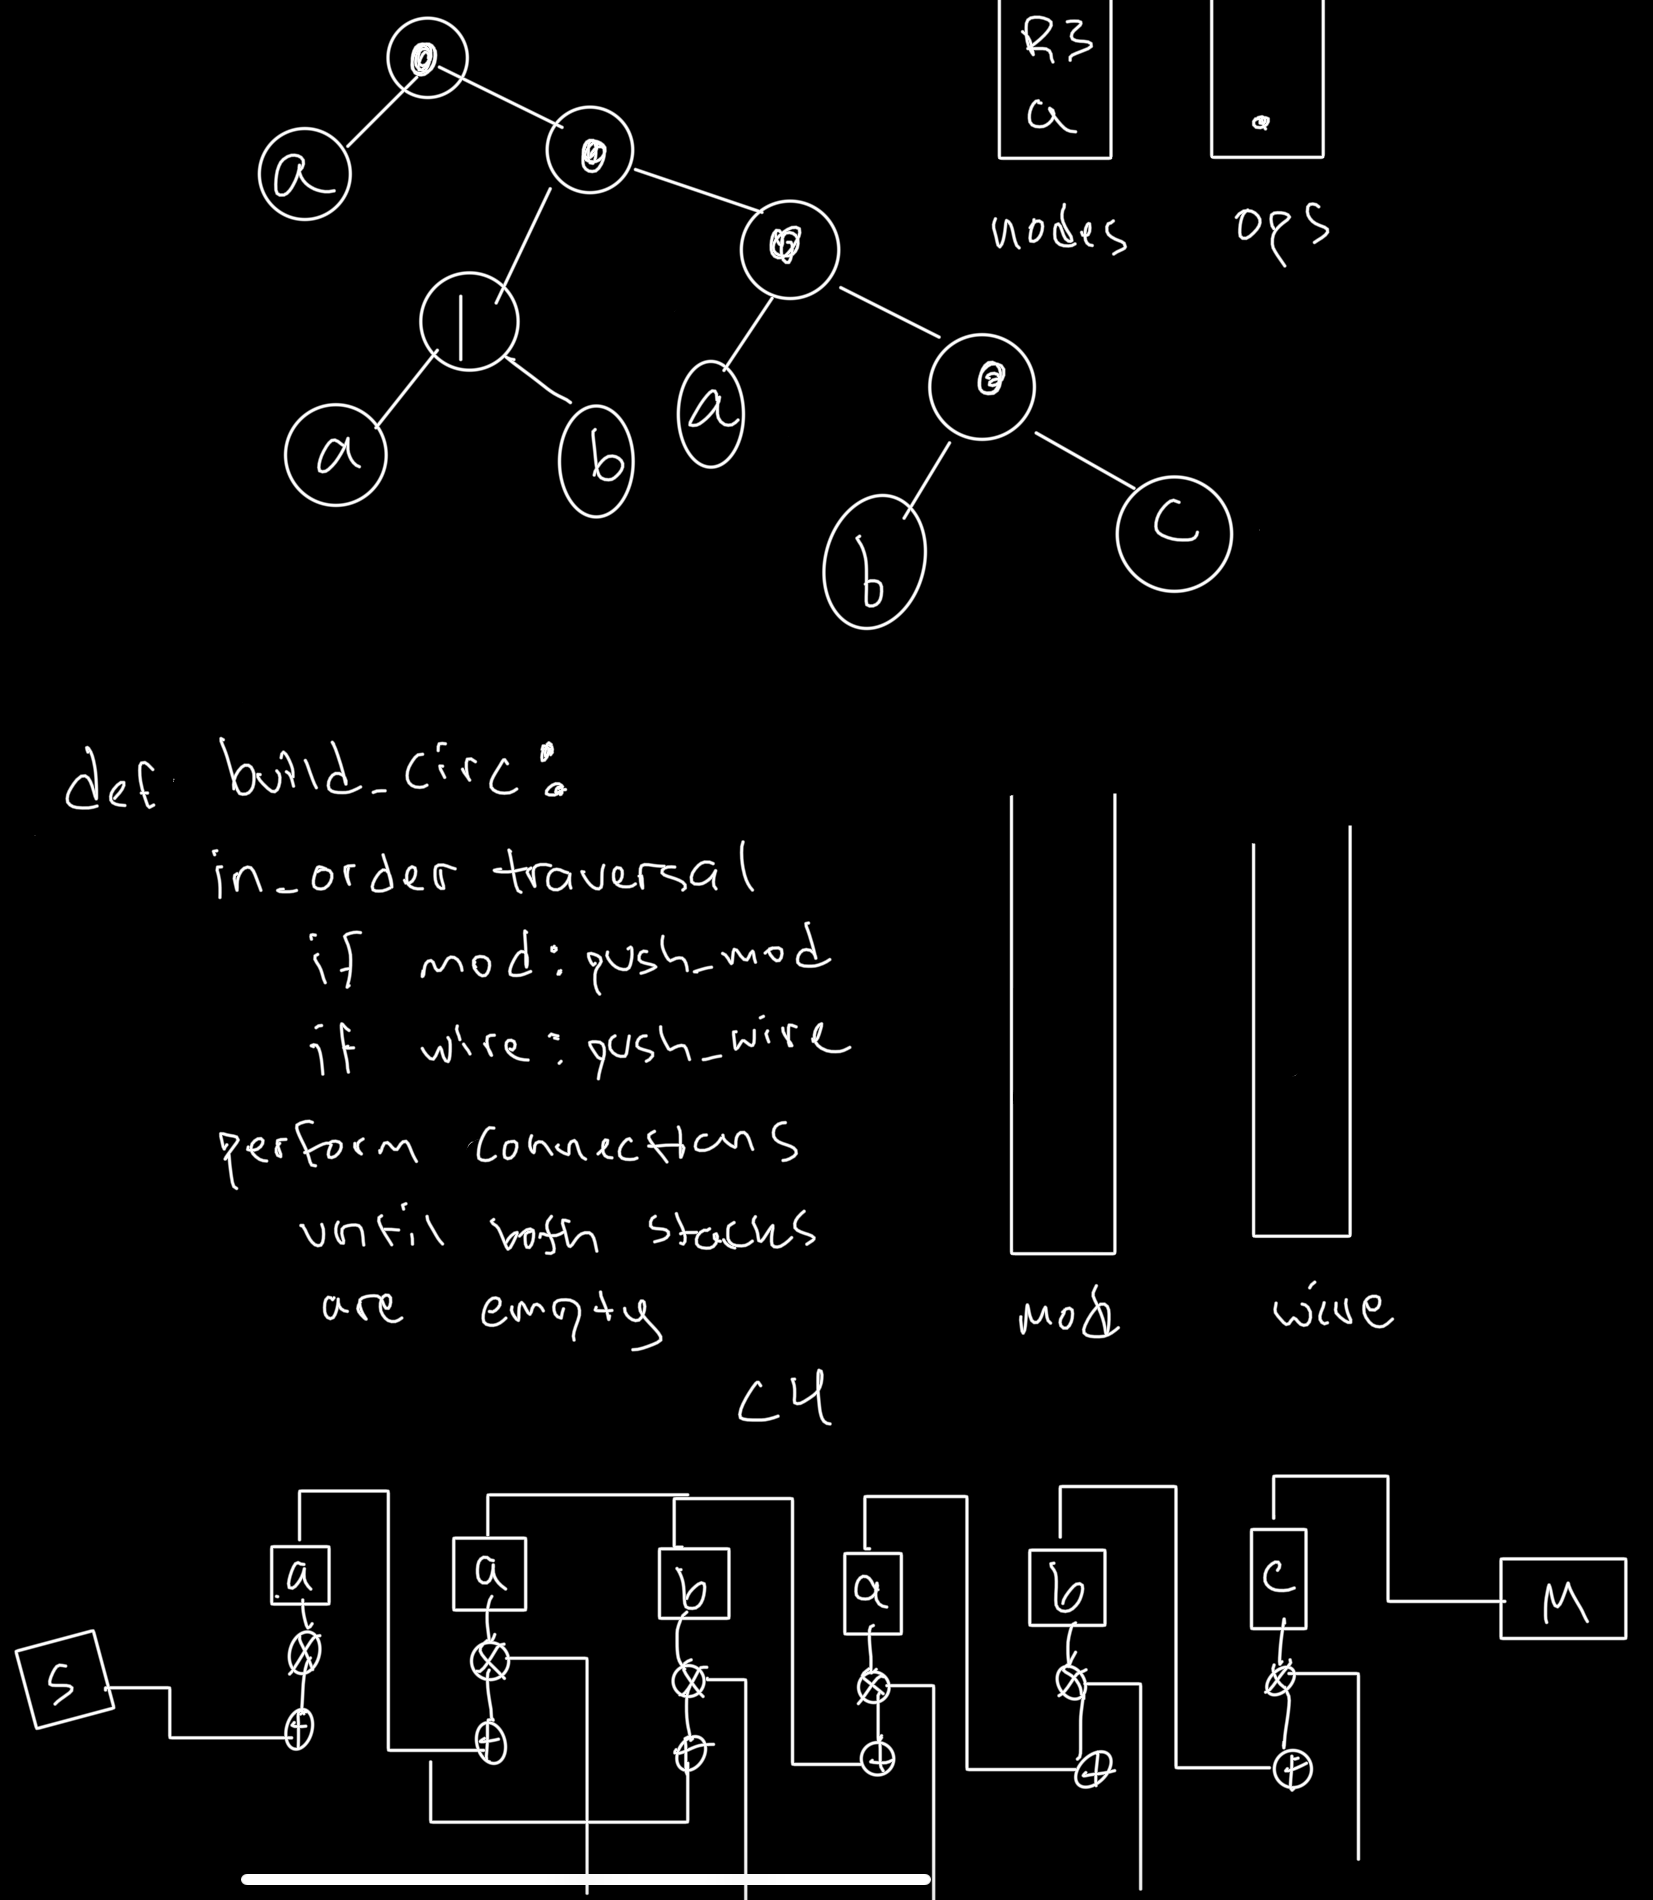 R3
a
nodes ops
a
|
a b a
b c
def build_circ:
in_order traversal
if mod: push_mod
if wire: push_wire
perform connections
until both stacks
are empty
mod wire
C4
a a b a b c
S M